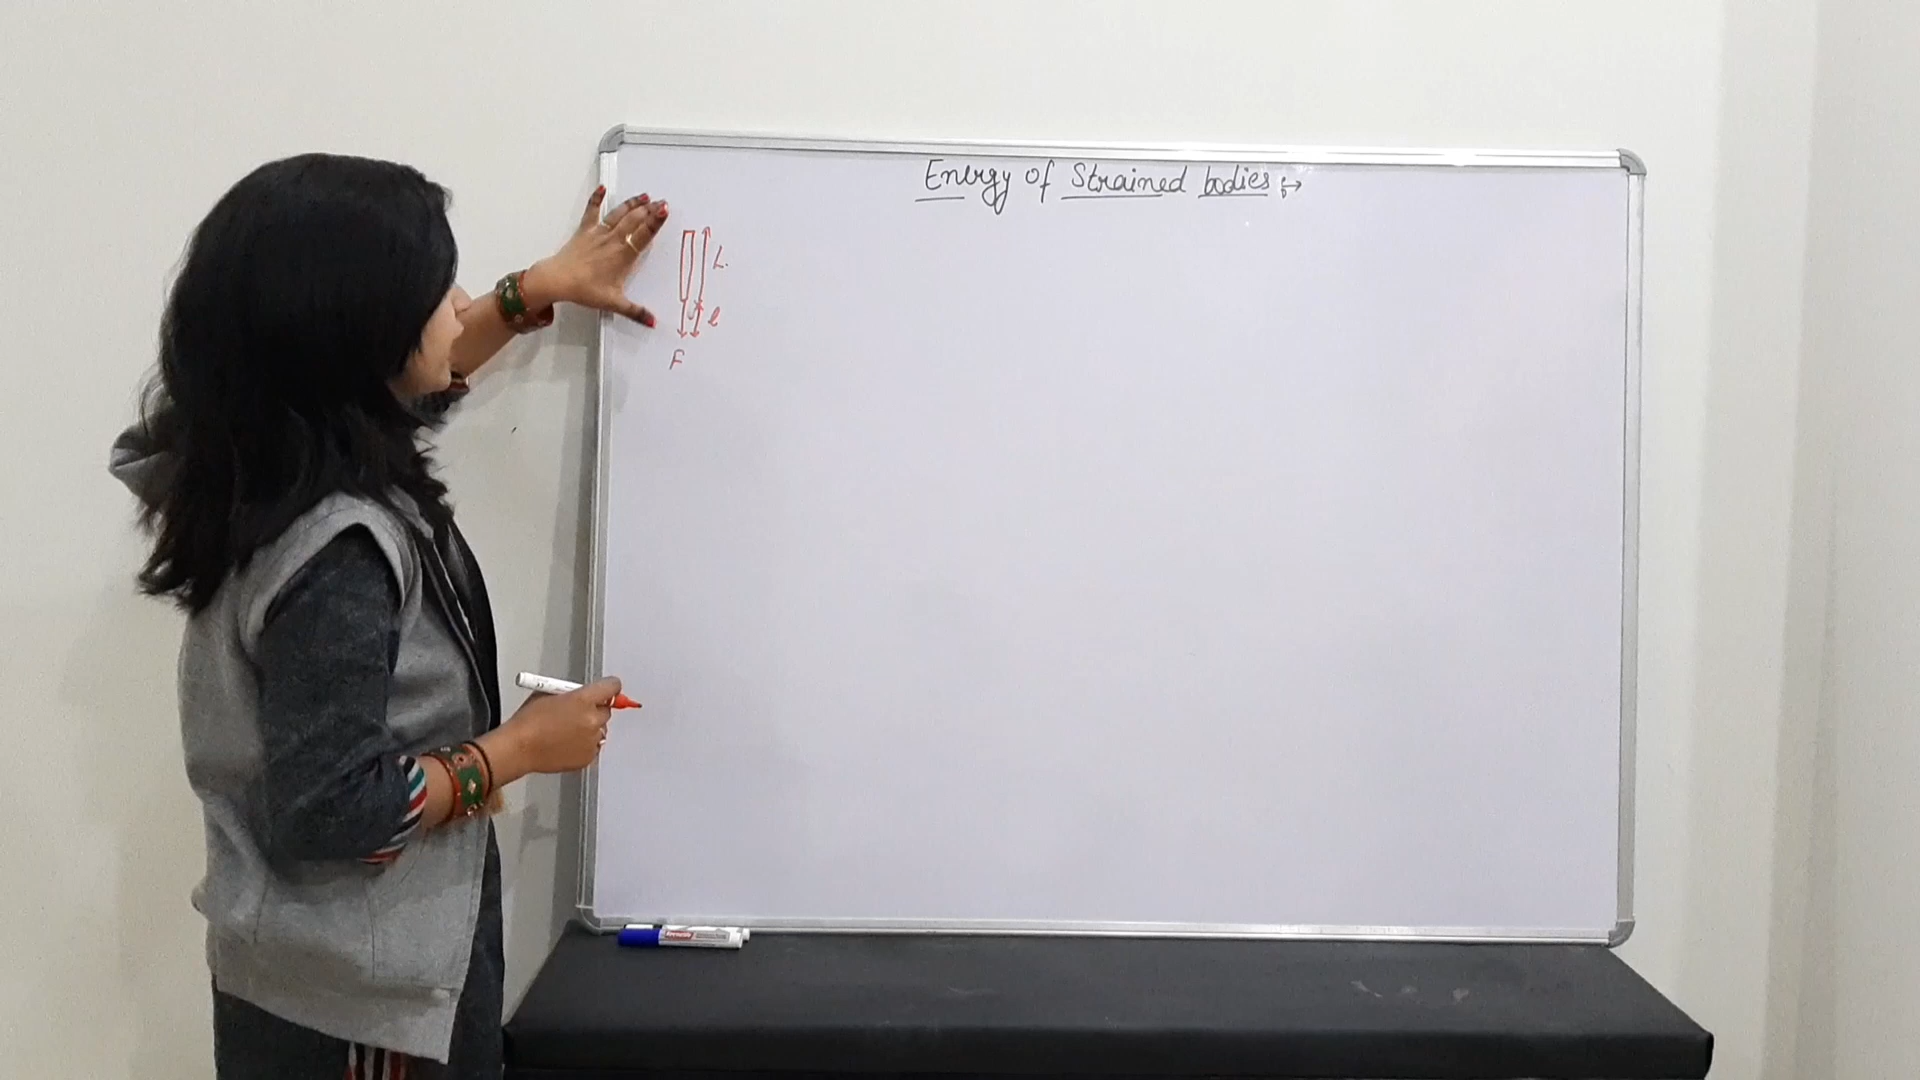 Energy of Strained bodies :→
L
l
F